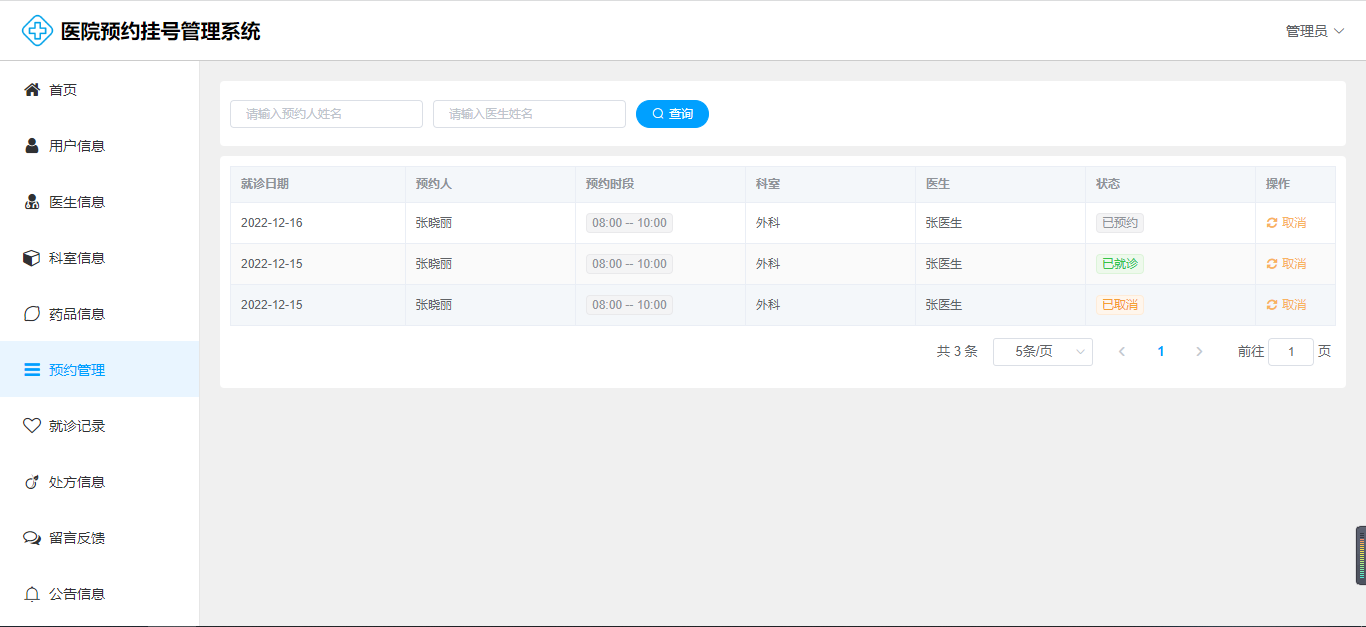 医院预约挂号管理系统
管理员
首页
用户信息
医生信息
科室信息
药品信息
预约管理
就诊记录
处方信息
留言反馈
公告信息
请输入预约人姓名 请输入医生姓名 查询
就诊日期 预约人 预约时段 科室 医生 状态 操作
2022-12-16 张晓丽 08:00 -- 10:00 外科 张医生 已预约 取消
2022-12-15 张晓丽 08:00 -- 10:00 外科 张医生 已就诊 取消
2022-12-15 张晓丽 08:00 -- 10:00 外科 张医生 已取消 取消
共 3 条 5条/页 1 前往 1 页